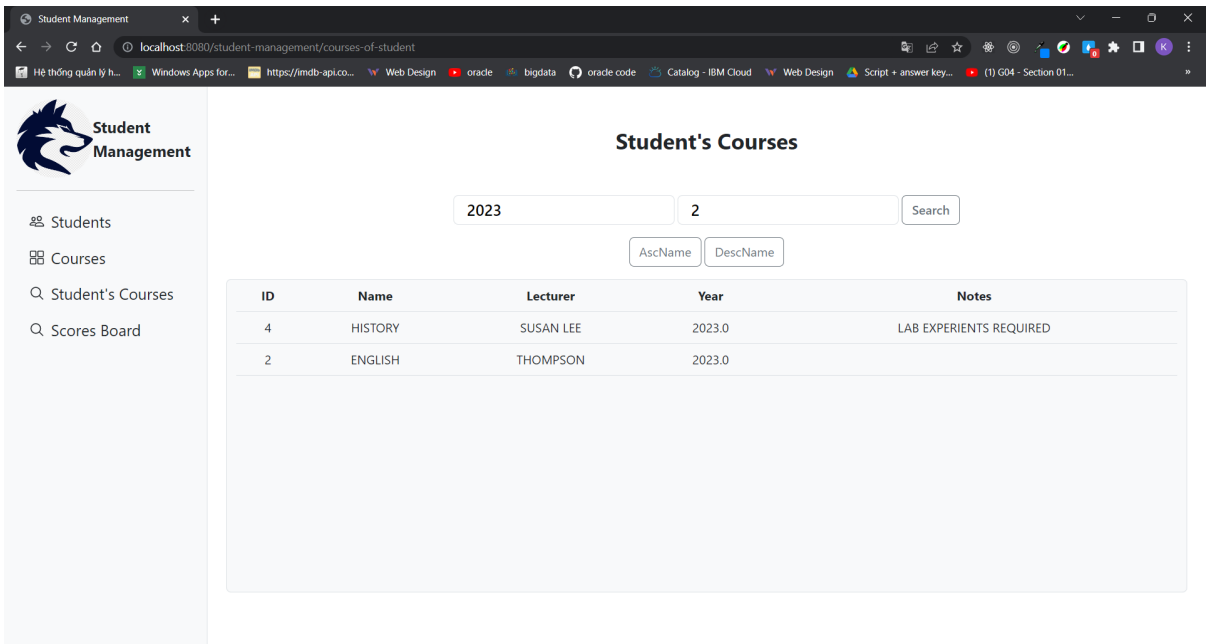 Student Management
localhost:8080/student-management/courses-of-student
Hệ thống quản lý h... Windows Apps for... https://imdb-api.co... Web Design oracle bigdata oracle code Catalog - IBM Cloud Web Design Script + answer key... (1) G04 - Section 01... »
Student
Management
Students
Courses
Student's Courses
Scores Board
Student's Courses
2023 2 Search
AscName DescName
ID Name Lecturer Year Notes
4 HISTORY SUSAN LEE 2023.0 LAB EXPERIENTS REQUIRED
2 ENGLISH THOMPSON 2023.0